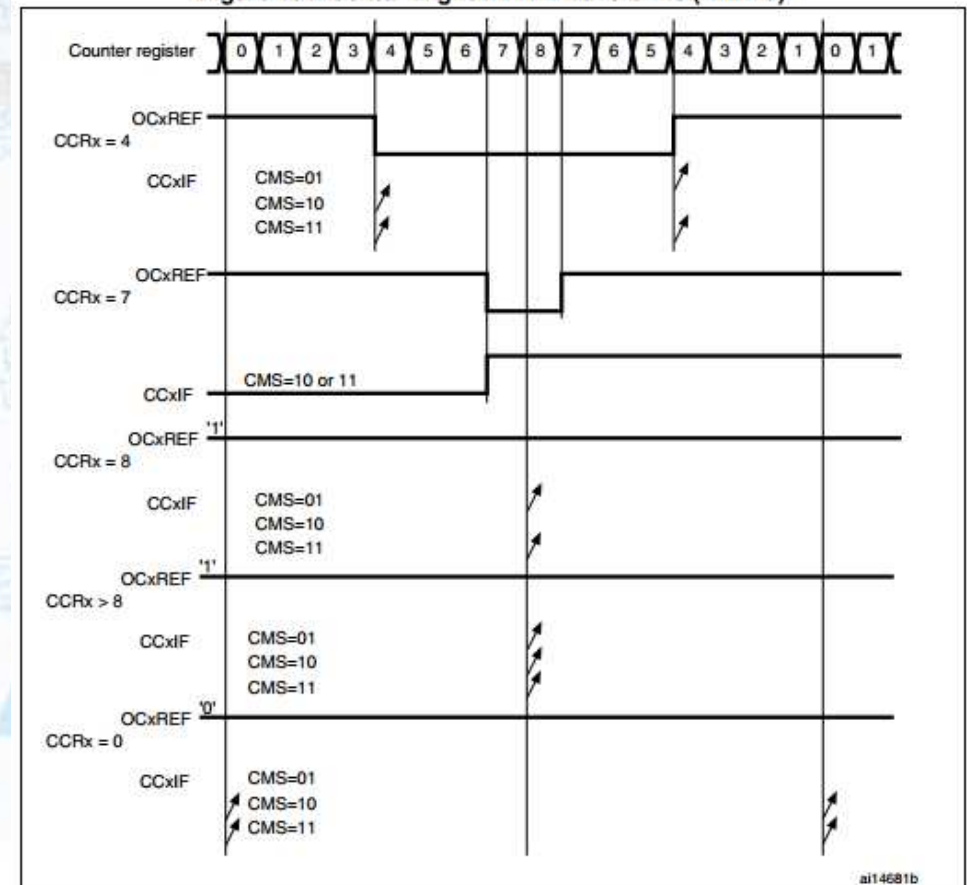 Counter register 0 1 2 3 4 5 6 7 8 7 6 5 4 3 2 1 0 1
OCxREF
CCRx = 4
CCxIF
CMS=01
CMS=10
CMS=11
OCxREF
CCRx = 7
CMS=10 or 11
CCxIF
OCxREF '1'
CCRx = 8
CCxIF
CMS=01
CMS=10
CMS=11
OCxREF '1'
CCRx > 8
CCxIF
CMS=01
CMS=10
CMS=11
OCxREF '0'
CCRx = 0
CCxIF
CMS=01
CMS=10
CMS=11
ai14681b